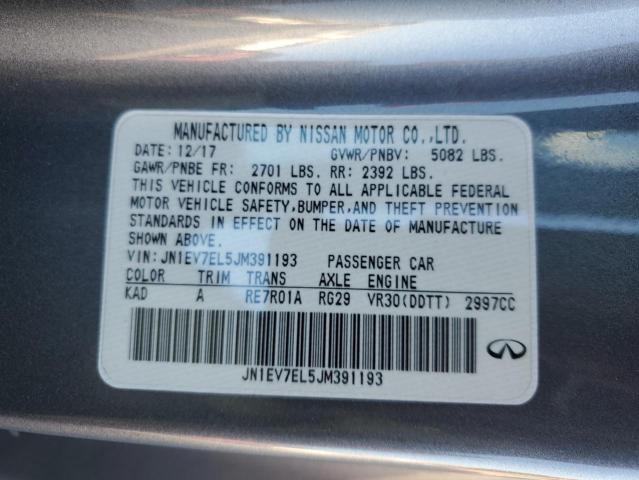 MANUFACTURED BY NISSAN MOTOR CO.,LTD.
DATE: 12/17 GVWR/PNBV: 5082 LBS.
GAWR/PNBE FR: 2701 LBS. RR: 2392 LBS.
THIS VEHICLE CONFORMS TO ALL APPLICABLE FEDERAL
MOTOR VEHICLE SAFETY,BUMPER,AND THEFT PREVENTION
STANDARDS IN EFFECT ON THE DATE OF MANUFACTURE
SHOWN ABOVE.
VIN:JN1EV7EL5JM391193 PASSENGER CAR
COLOR TRIM TRANS AXLE ENGINE
KAD A RE7R01A RG29 VR30(DDTT) 2997CC
JN1EV7EL5JM391193